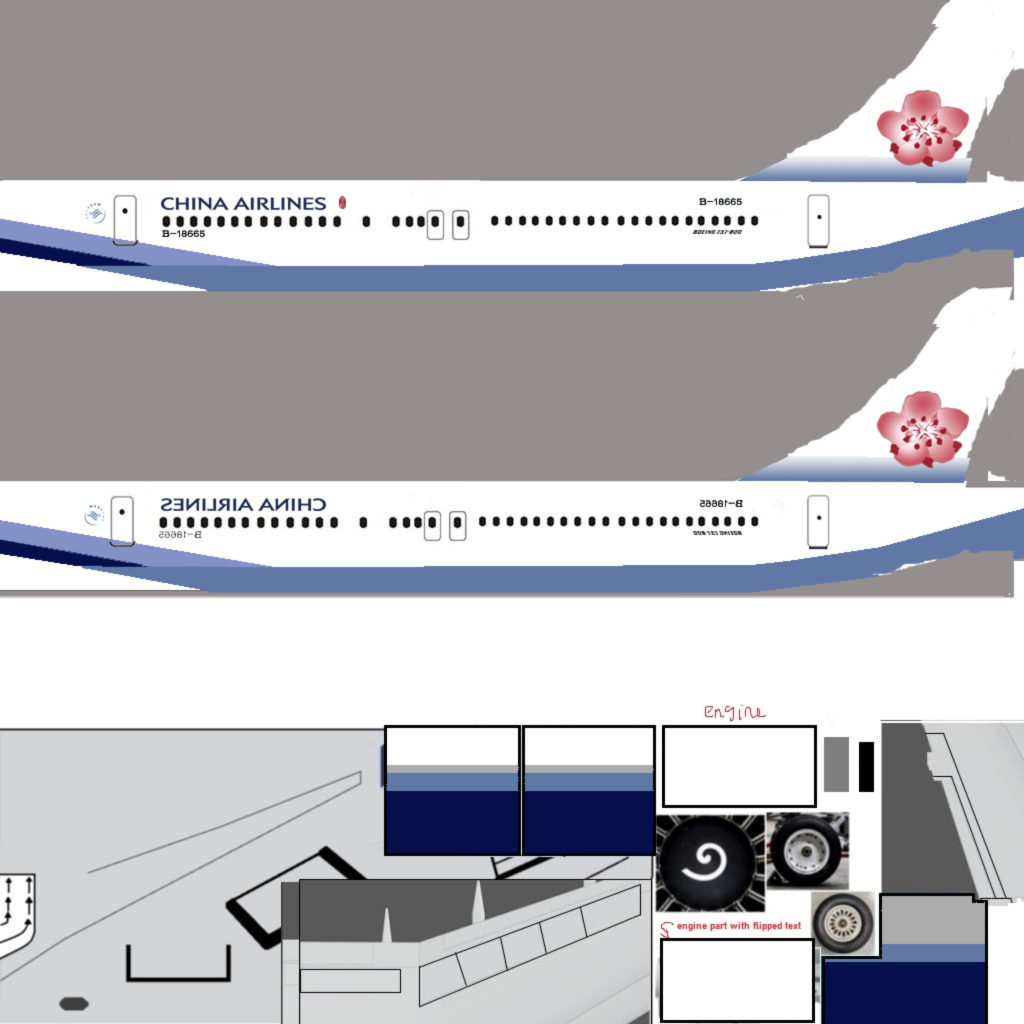 CHINA AIRLINES
B-18665
B-18665
BOEING 737-800
CHINA AIRLINES
B-18665
B-18665
BOEING 737-800
engine
engine part with flipped text